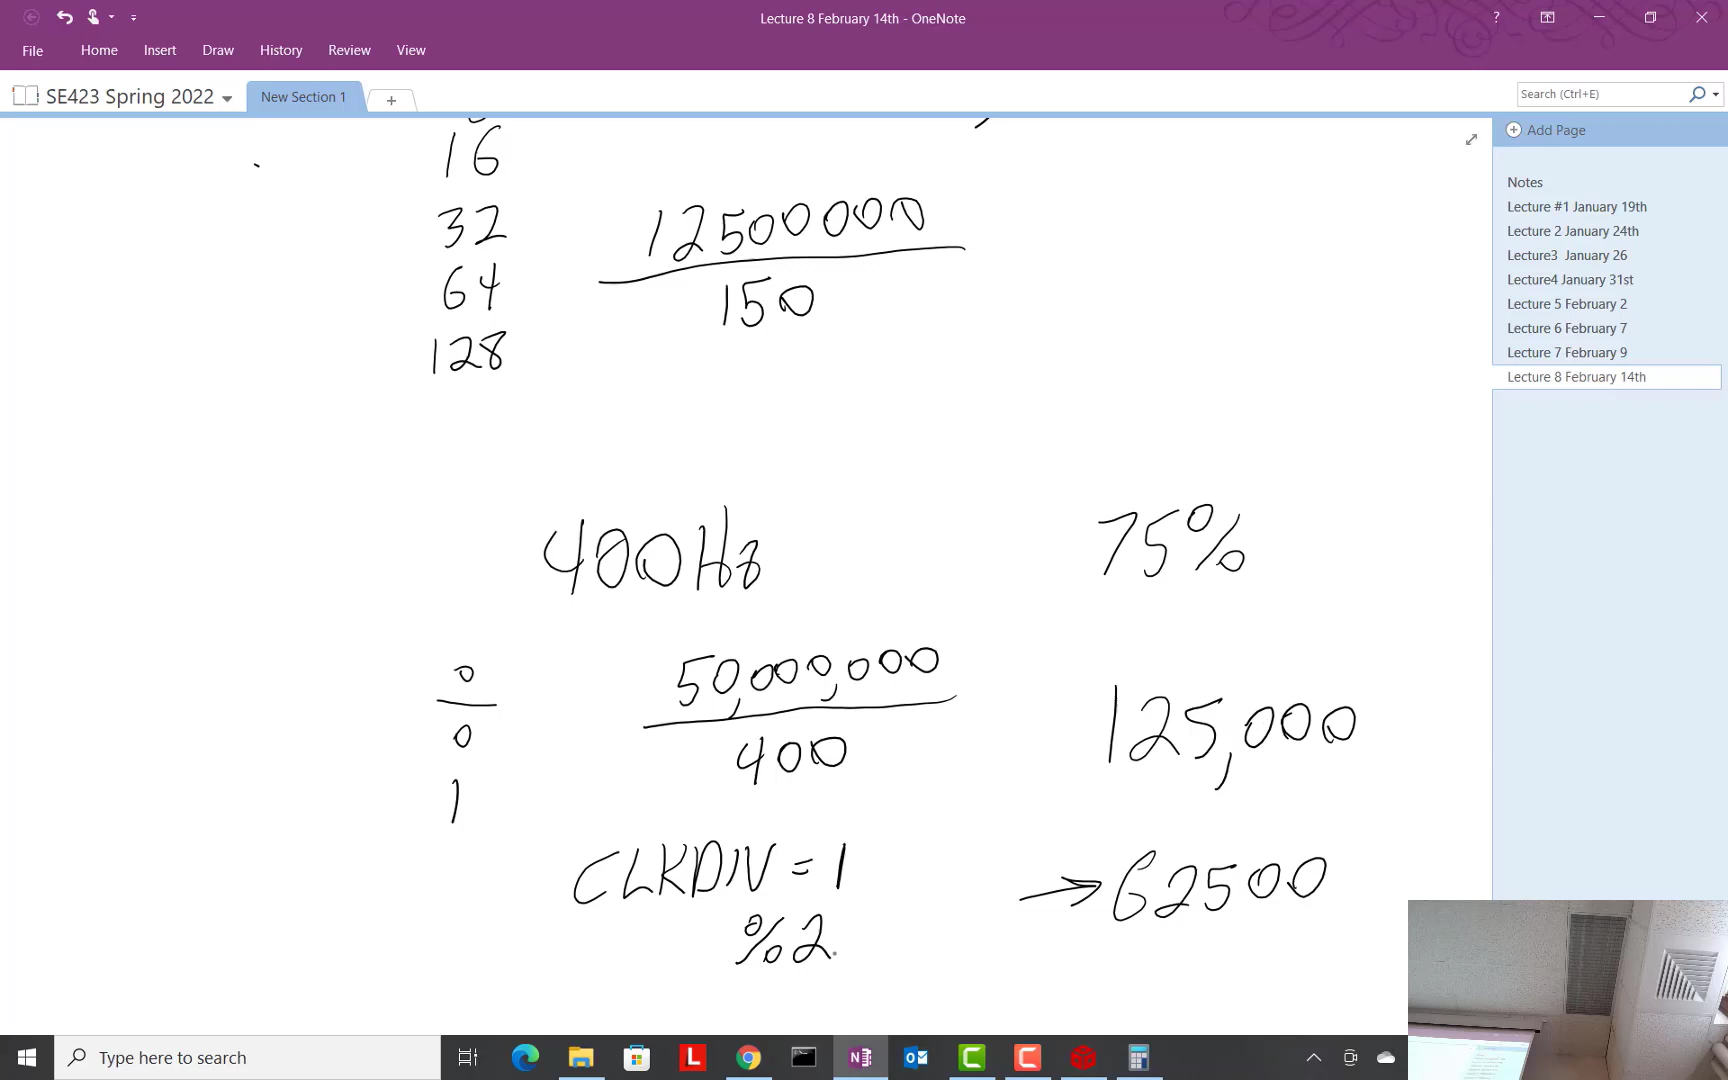 Lecture 8 February 14th - OneNote
?
File
Home
Insert
Draw
History
Review
View
SE423 Spring 2022
New Section 1
+
Search (Ctrl+E)
Add Page
Notes
Lecture #1 January 19th
Lecture 2 January 24th
Lecture3 January 26
Lecture4 January 31st
Lecture 5 February 2
Lecture 6 February 7
Lecture 7 February 9
Lecture 8 February 14th
16
32
64
128
12500000
150
400Hz
75%
0
0
1
50,000,000
400
125,000
CLKDIV = 1
%2
→62500
Type here to search
L
C
C